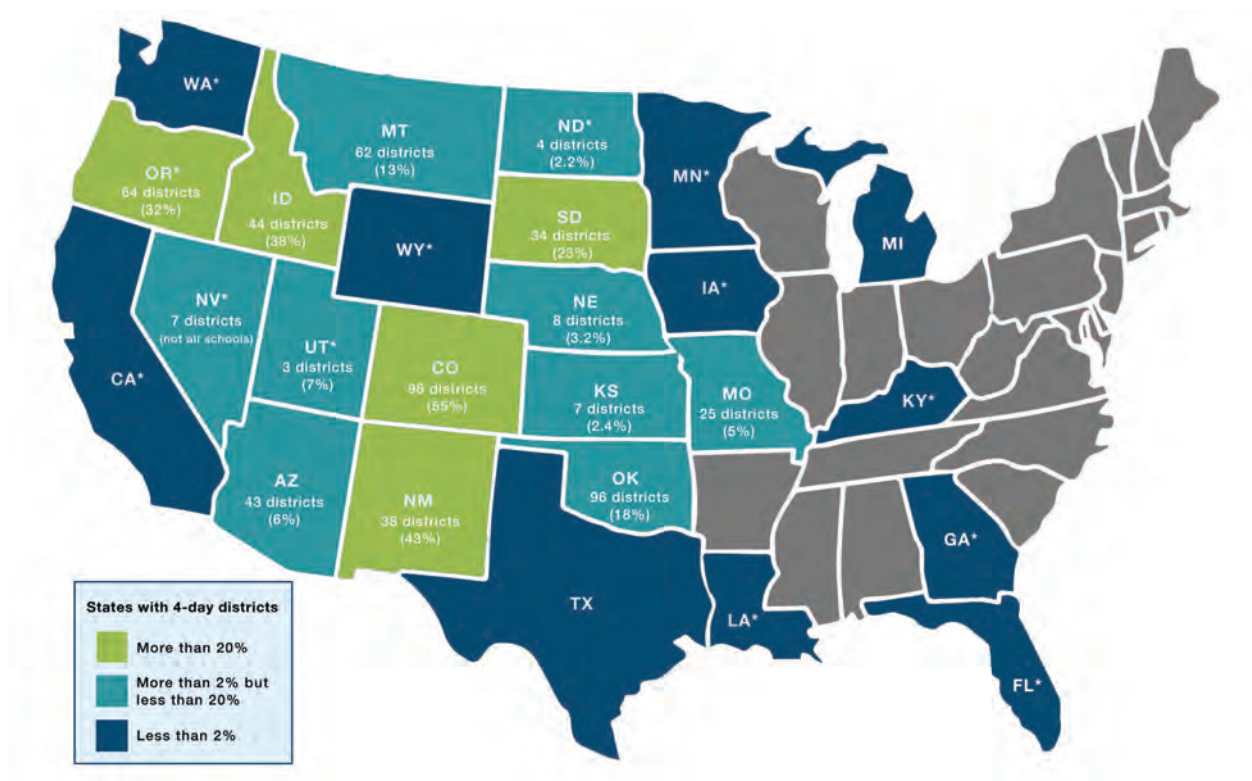 WA*
MT
62 districts
(13%)
ND*
4 districts
(2.2%)
MN*
OR*
64 districts
(32%)
ID
44 districts
(38%)
WY*
SD
34 districts
(23%)
MI
NV*
7 districts
(not all schools)
UT*
3 districts
(7%)
NE
8 districts
(3.2%)
IA*
CA*
CO
96 districts
(55%)
KS
7 districts
(2.4%)
MO
25 districts
(5%)
KY*
AZ
43 districts
(6%)
NM
38 districts
(43%)
OK
96 districts
(18%)
GA*
TX
LA*
FL*
States with 4-day districts
More than 20%
More than 2% but
less than 20%
Less than 2%